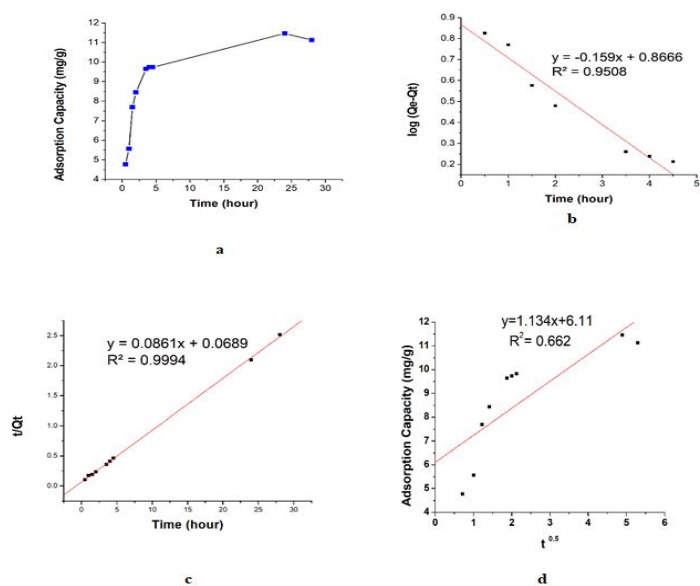 12
11
10
9
8
7
6
5
4
0 5 10 15 20 25 30
Adsorption Capacity (mg/g)
Time (hour)
a
0.9
0.8
0.7
0.6
0.5
0.4
0.3
0.2
0 1 2 3 4 5
log (Qe-Qt)
y = -0.159x + 0.8666
R² = 0.9508
Time (hour)
b
2.5
2.0
1.5
1.0
0.5
0.0
0 5 10 15 20 25 30
t/Qt
y = 0.0861x + 0.0689
R² = 0.9994
Time (hour)
c
12
11
10
9
8
7
6
5
4
0 1 2 3 4 5 6
Adsorption Capacity (mg/g)
y=1.134x+6.11
R²= 0.662
t^0.5
d